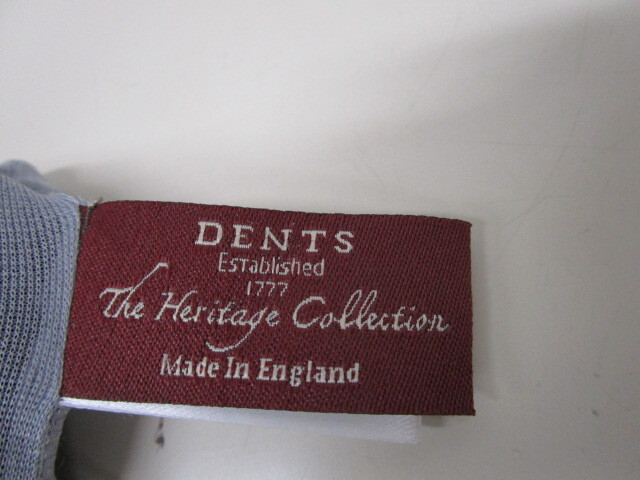 DENTS
Established
1777
The Heritage Collection
Made In England